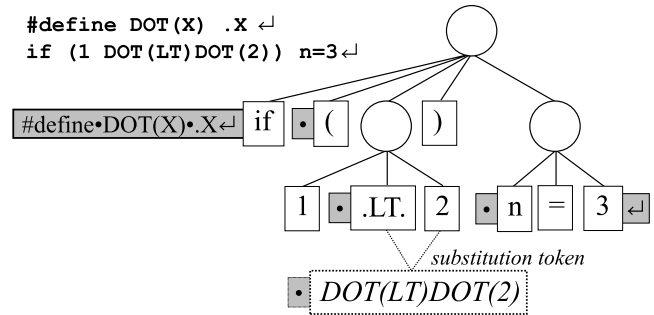 #define DOT(X) .X ↵
if (1 DOT(LT)DOT(2)) n=3↵
#define•DOT(X)•.X↵ if • ( )
1 • .LT. 2 • n = 3 ↵
substitution token
• DOT(LT)DOT(2)